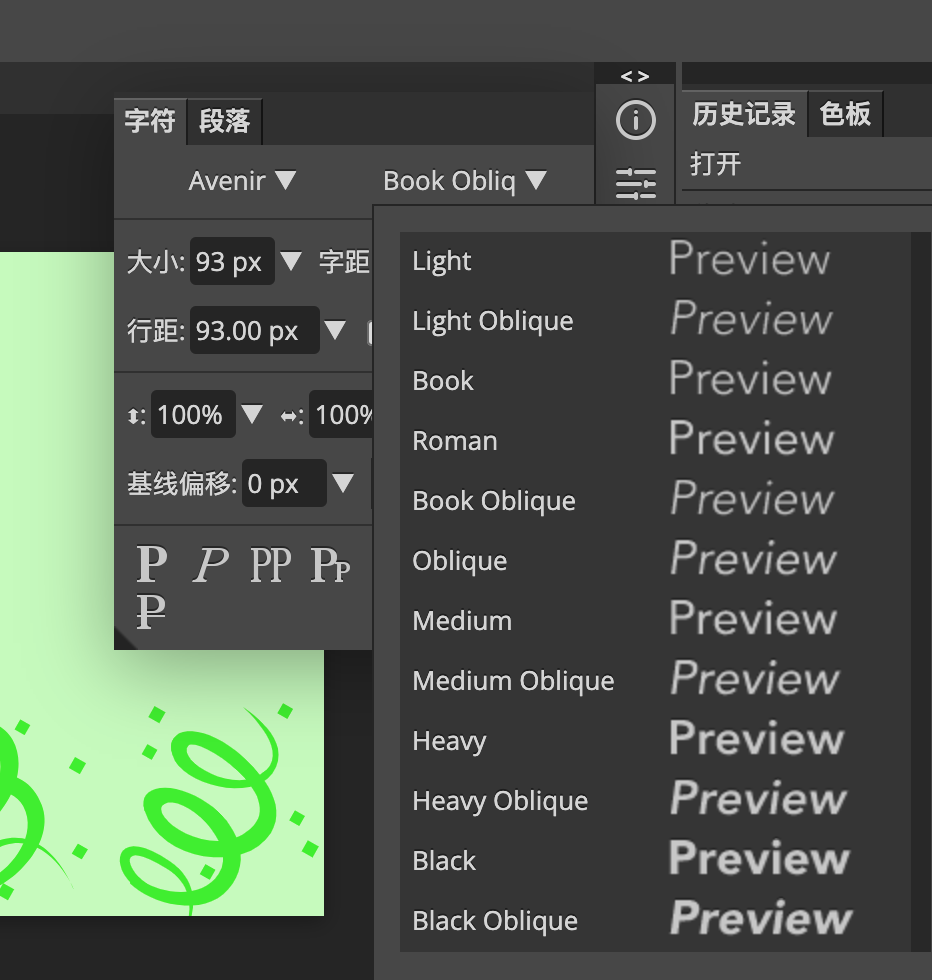 < >
字符 段落
历史记录 色板
打开
Avenir Book Obliq
大小: 93 px 字距
行距: 93.00 px
100% 100%
基线偏移: 0 px
P P PP Pp
P
Light Preview
Light Oblique Preview
Book Preview
Roman Preview
Book Oblique Preview
Oblique Preview
Medium Preview
Medium Oblique Preview
Heavy Preview
Heavy Oblique Preview
Black Preview
Black Oblique Preview